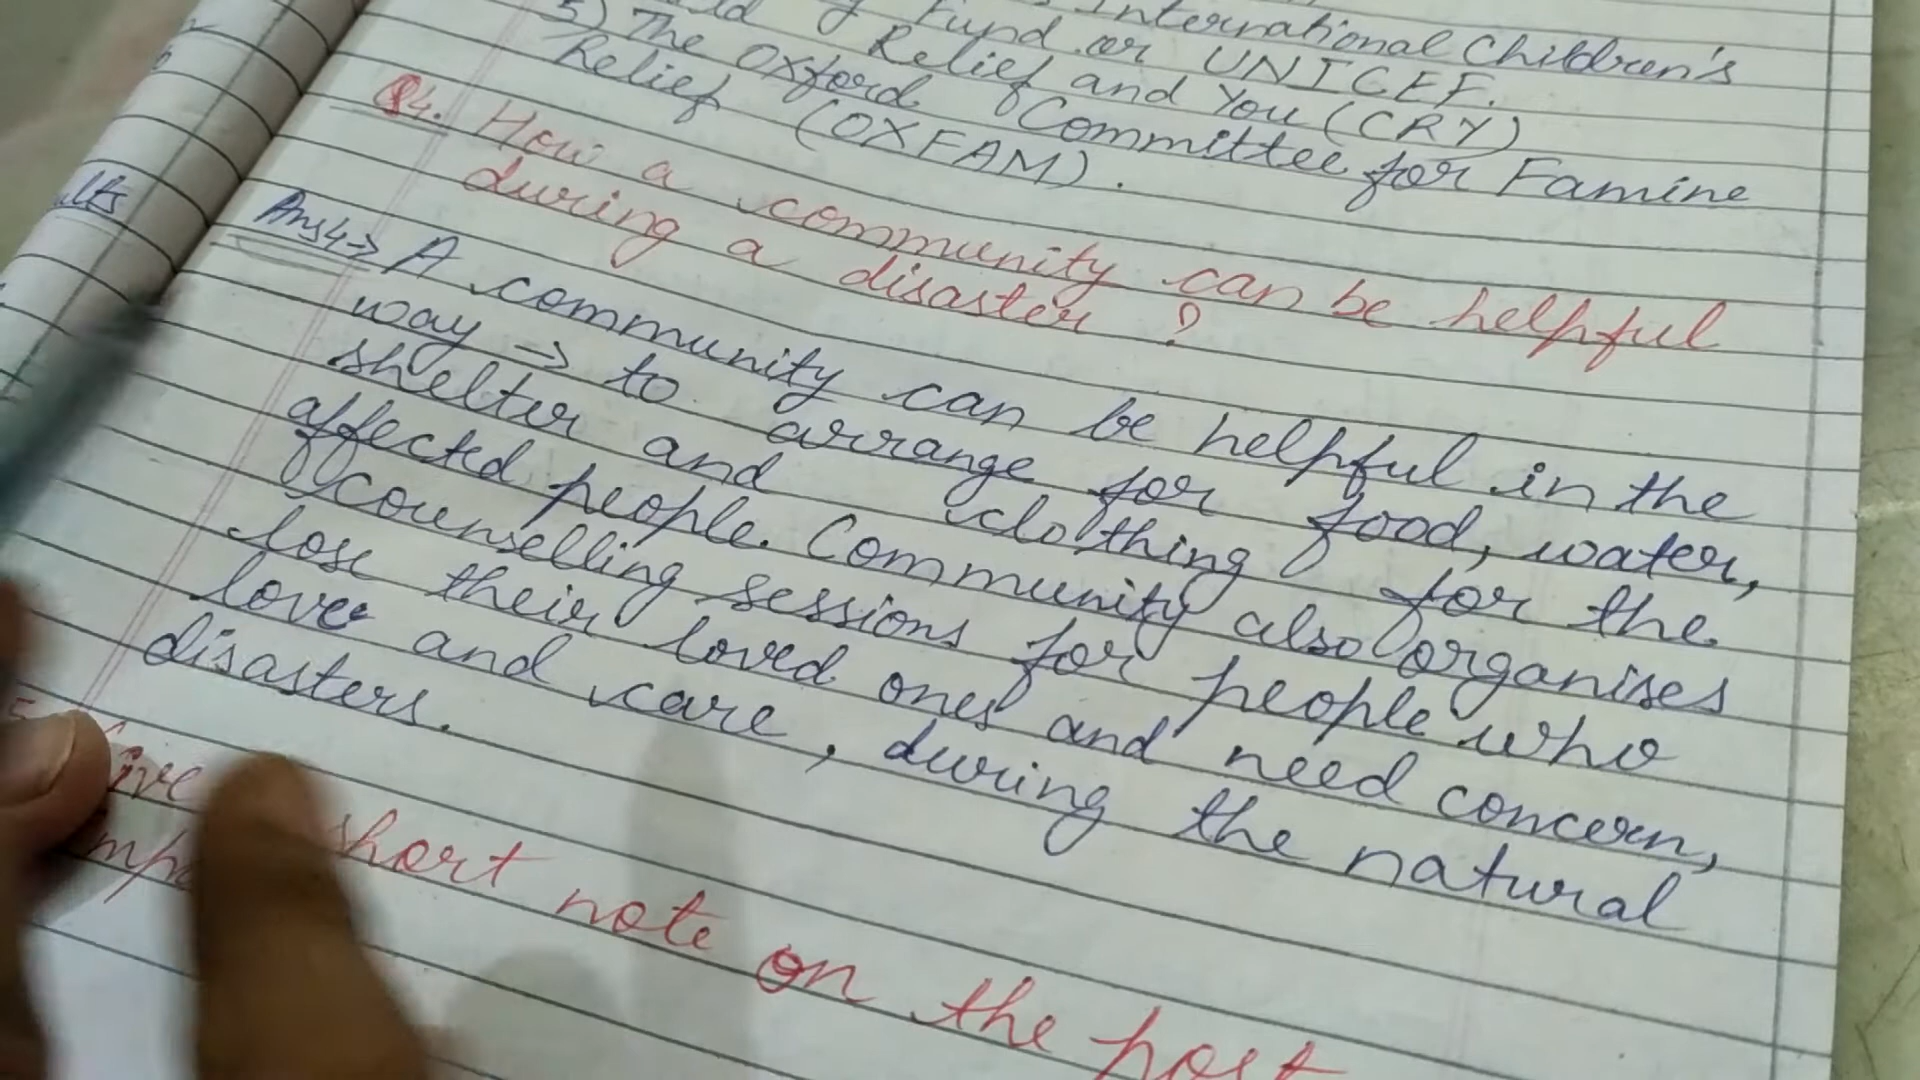 International Children's
Fund or UNICEF.
Relief and You (CRY)
5) The Oxford Committee for Famine
Relief (OXFAM).
Q4. How a community can be helpful
during a disaster ?
Ans4→ A community can be helpful in the
way → to arrange for food, water,
shelter and clothing for the
affected people. Community also organises
counselling sessions for people who
lose their loved ones and need concern,
love and care, during the natural
disasters.
ults
Give short note on the post